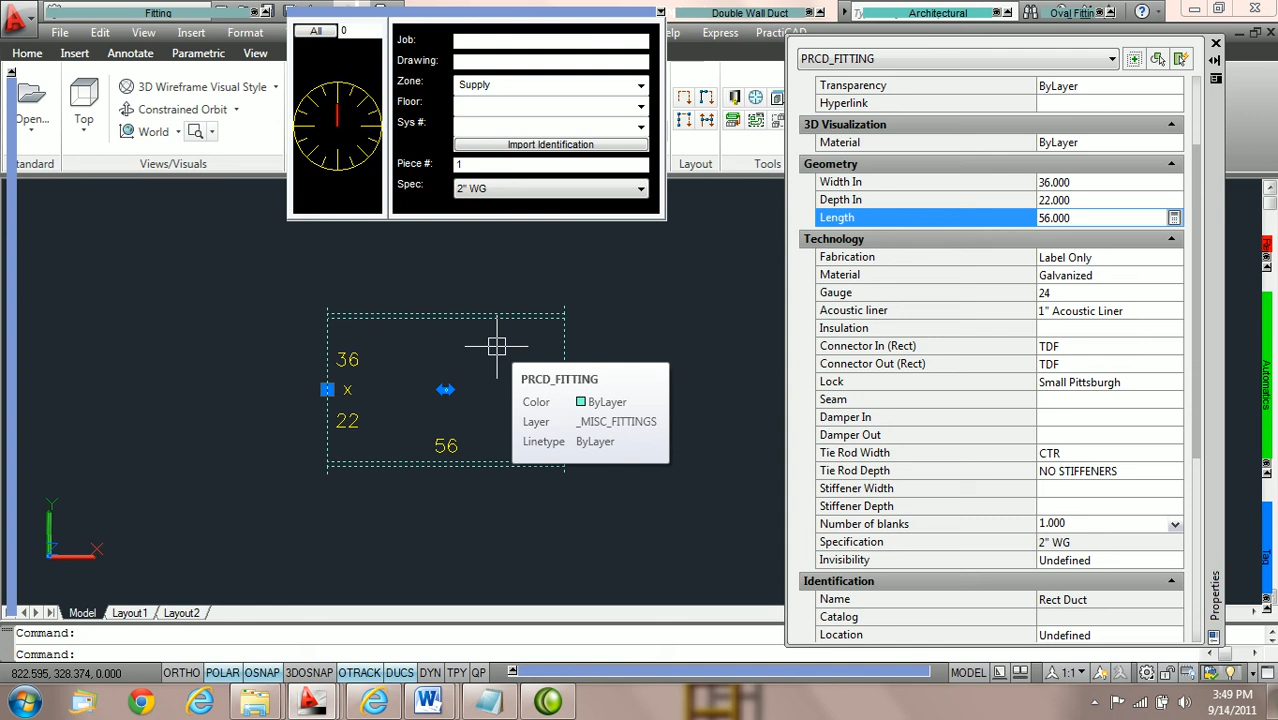 Fitting
Double Wall Duct
Architectural
Oval Fittin
File
Edit
View
Insert
Format
Express
PractiCAD
Home
Insert
Annotate
Parametric
View
Open...
Top
3D Wireframe Visual Style
Constrained Orbit
World
Views/Visuals
Layout
Tools
All
0
Job:
Drawing:
Zone:
Supply
Floor:
Sys #:
Import Identification
Piece #:
1
Spec:
2" WG
PRCD_FITTING
Transparency ByLayer
Hyperlink
3D Visualization
Material ByLayer
Geometry
Width In 36.000
Depth In 22.000
Length 56.000
Technology
Fabrication Label Only
Material Galvanized
Gauge 24
Acoustic liner 1" Acoustic Liner
Insulation
Connector In (Rect) TDF
Connector Out (Rect) TDF
Lock Small Pittsburgh
Seam
Damper In
Damper Out
Tie Rod Width CTR
Tie Rod Depth NO STIFFENERS
Stiffener Width
Stiffener Depth
Number of blanks 1.000
Specification 2" WG
Invisibility Undefined
Identification
Name Rect Duct
Catalog
Location Undefined
Properties
Automatics
36
x
22
56
PRCD_FITTING
Color ByLayer
Layer _MISC_FITTINGS
Linetype ByLayer
Y
X
Model Layout1 Layout2
Command:
Command:
822.595, 328.374, 0.000
ORTHO POLAR OSNAP 3DOSNAP OTRACK DUCS DYN TPY QP
MODEL
1:1
3:49 PM
9/14/2011